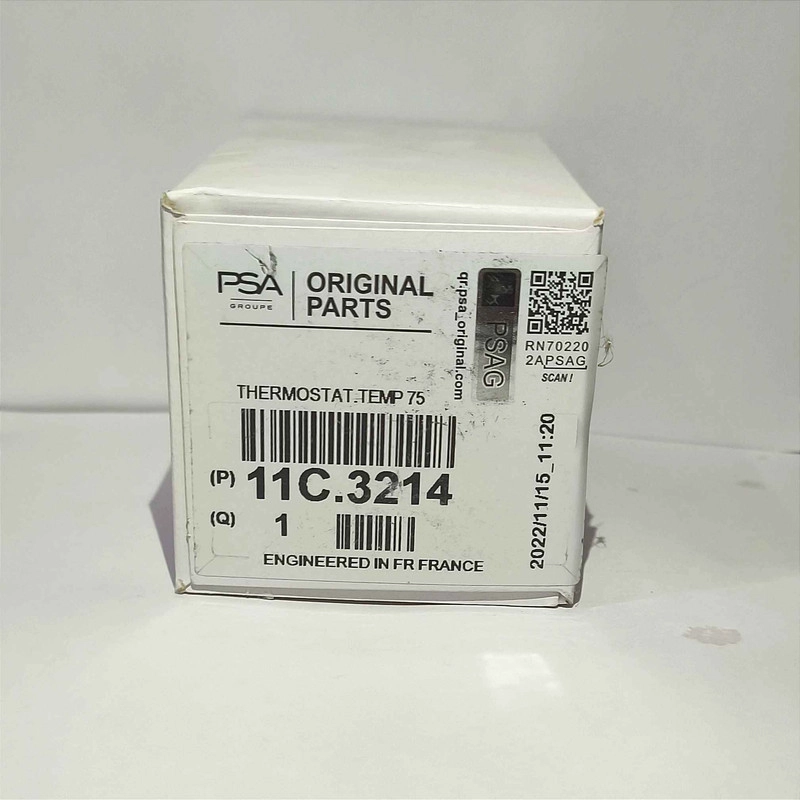 PSA
GROUPE
ORIGINAL
PARTS
qr.psa_original.com
PSAG
RN70220
2APSAG
SCAN!
THERMOSTAT.TEMP 75
(P) 11C.3214
(Q) 1
ENGINEERED IN FR FRANCE
2022/11/15_11:20